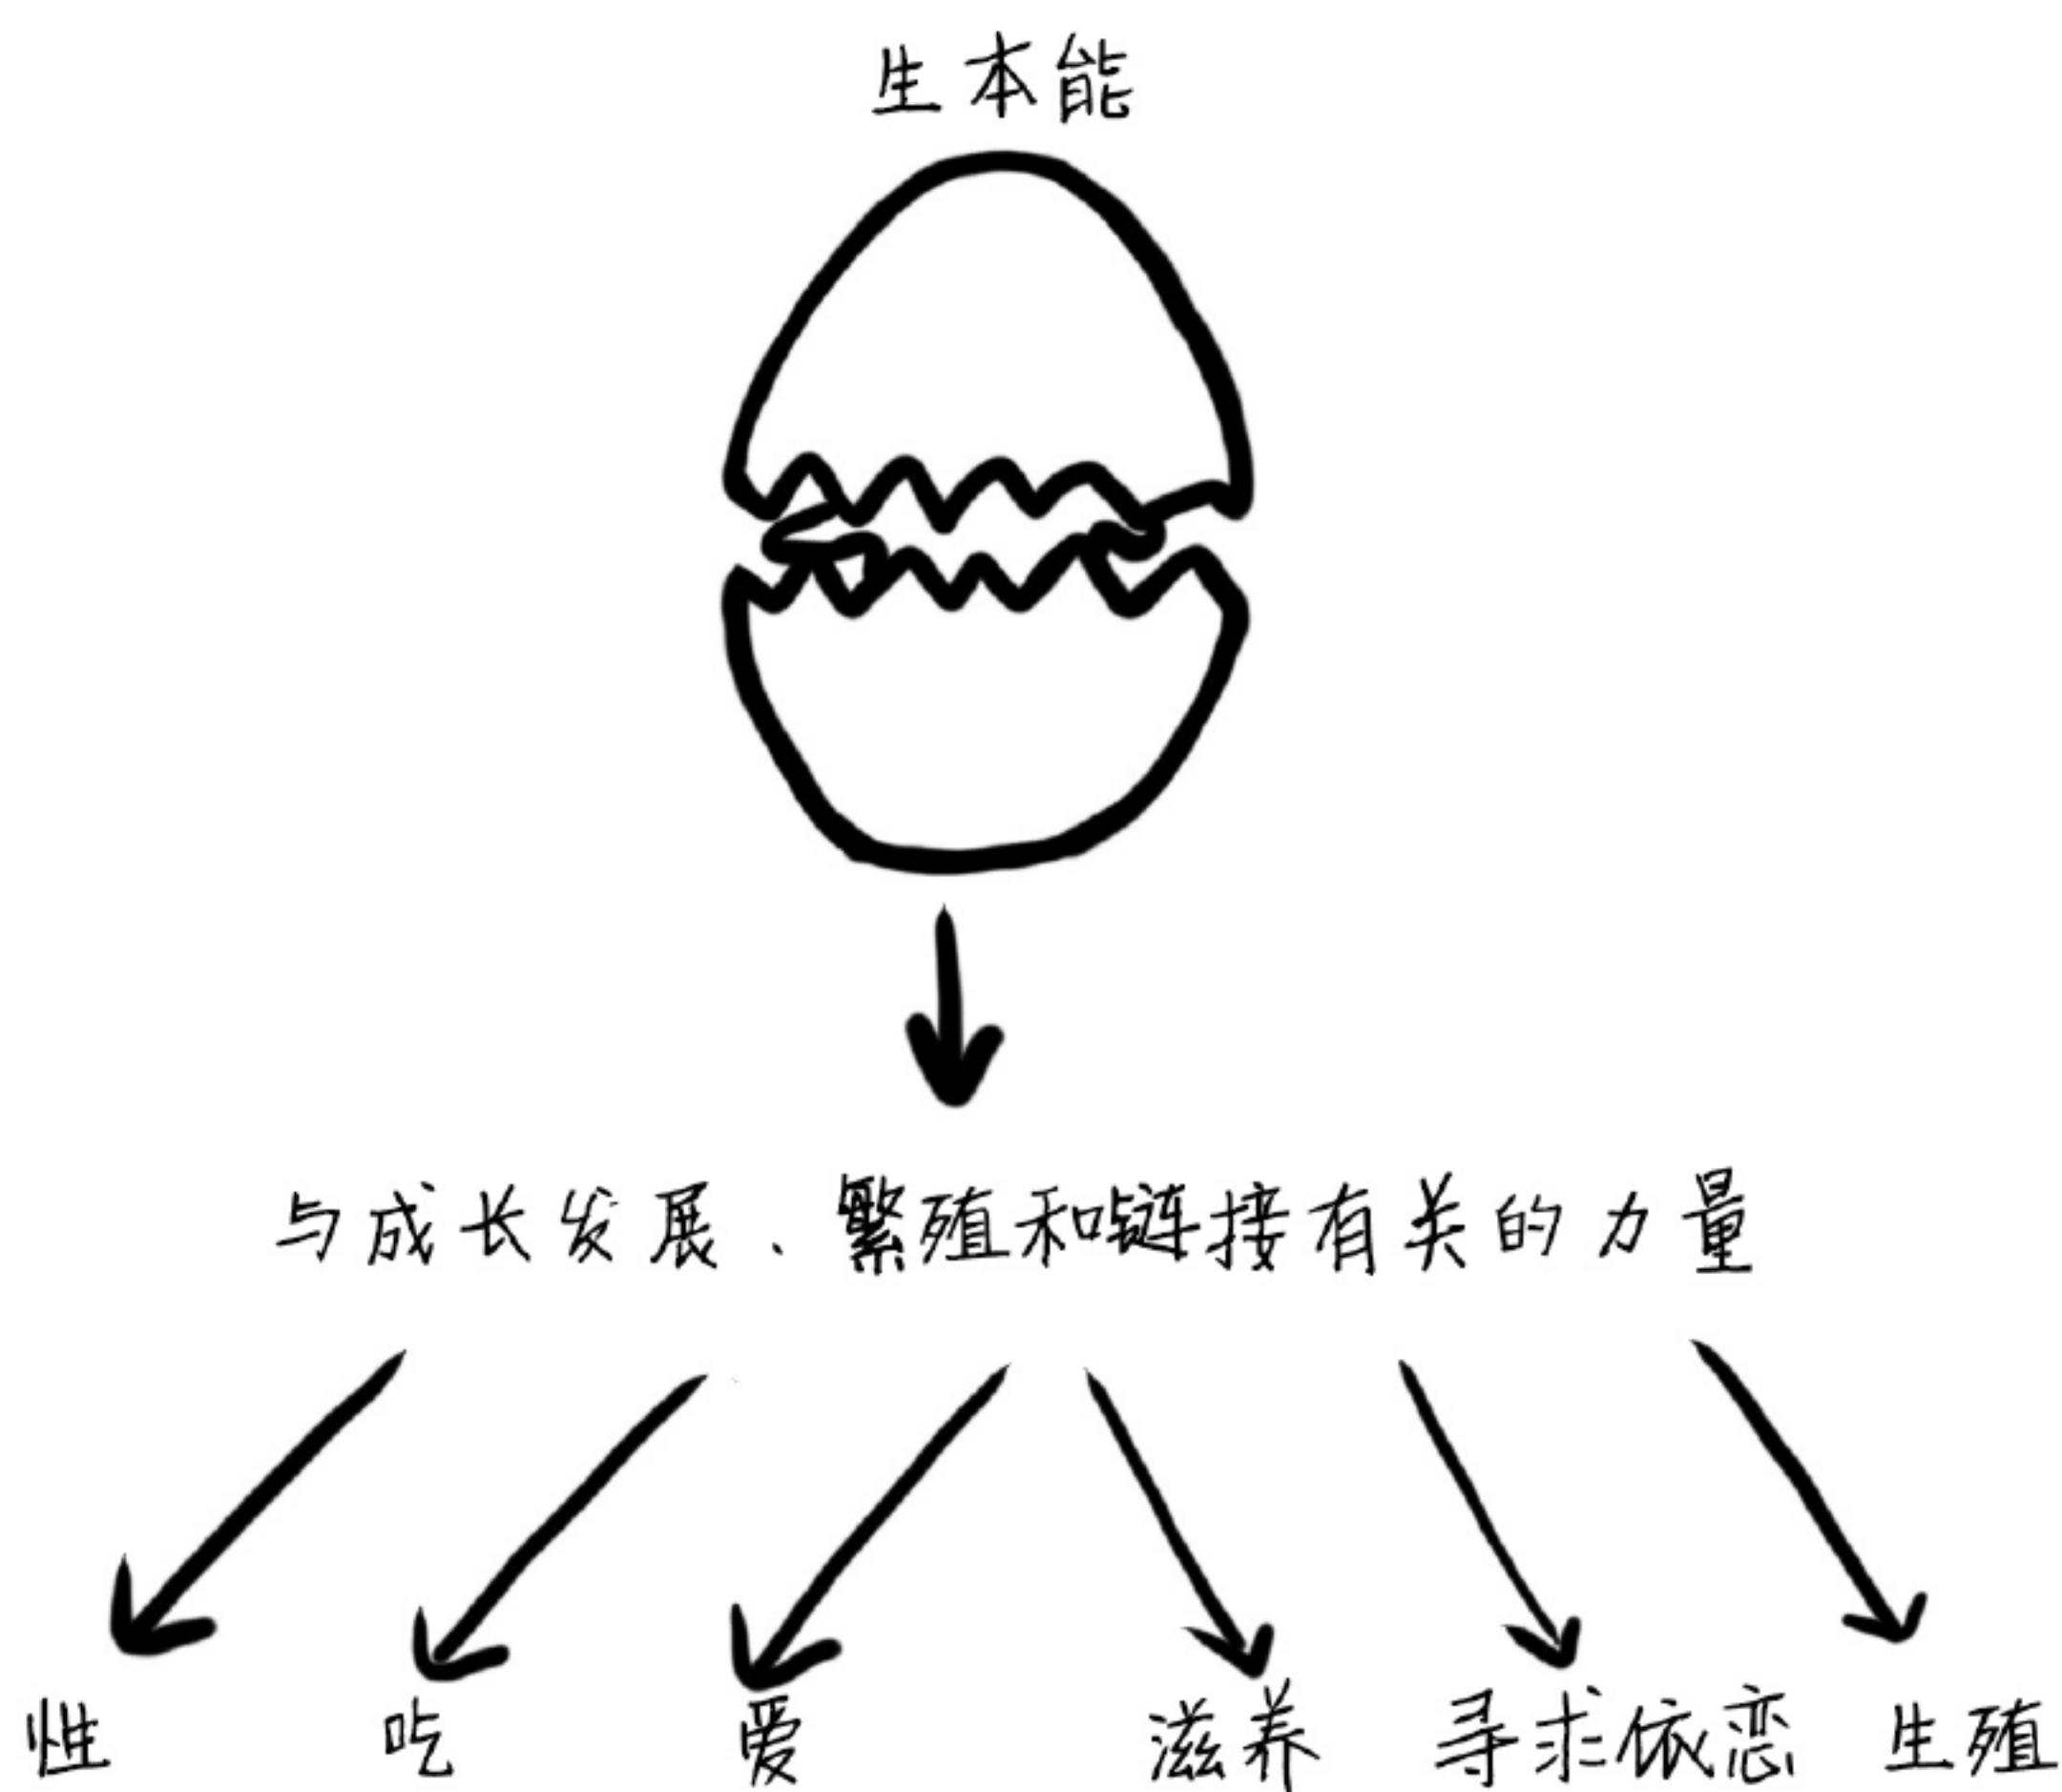 生本能
与成长发展、繁殖和链接有关的力量
性 吃 爱 滋养 寻求依恋 生殖